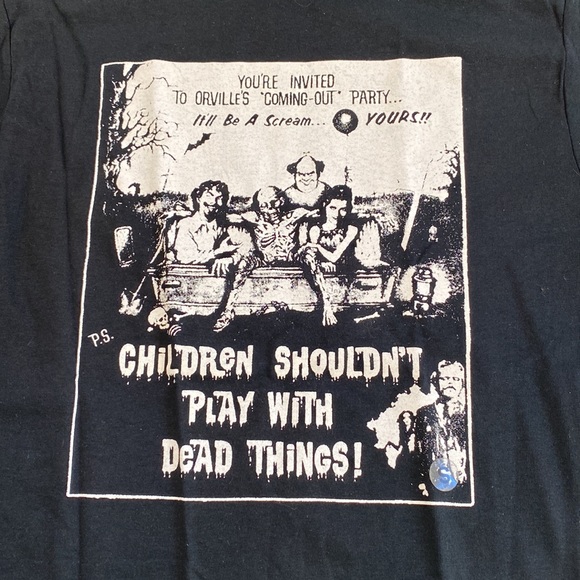 YOU'RE INVITED
TO ORVILLE'S "COMING-OUT" PARTY...
It'll Be A Scream... YOURS!!
P.S.
CHiLDREN SHOULDN'T
PLAY WiTH
DeAD THiNGS!
S